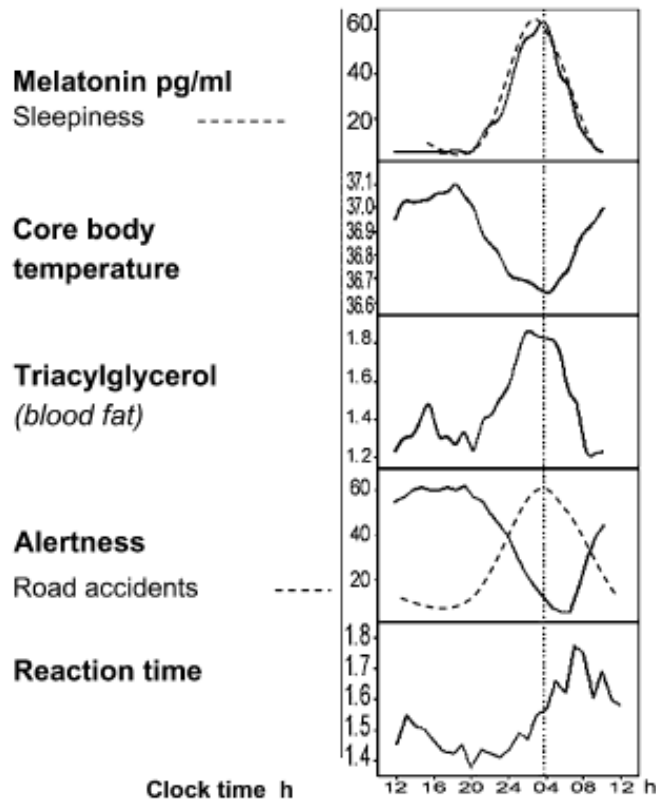 Melatonin pg/ml
Sleepiness
60
40
20
Core body
temperature
37.1
37.0
36.9
36.8
36.7
36.6
Triacylglycerol
(blood fat)
1.8
1.6
1.4
1.2
Alertness
Road accidents
60
40
20
Reaction time
1.8
1.7
1.6
1.5
1.4
Clock time h
12 16 20 24 04 08 12 h